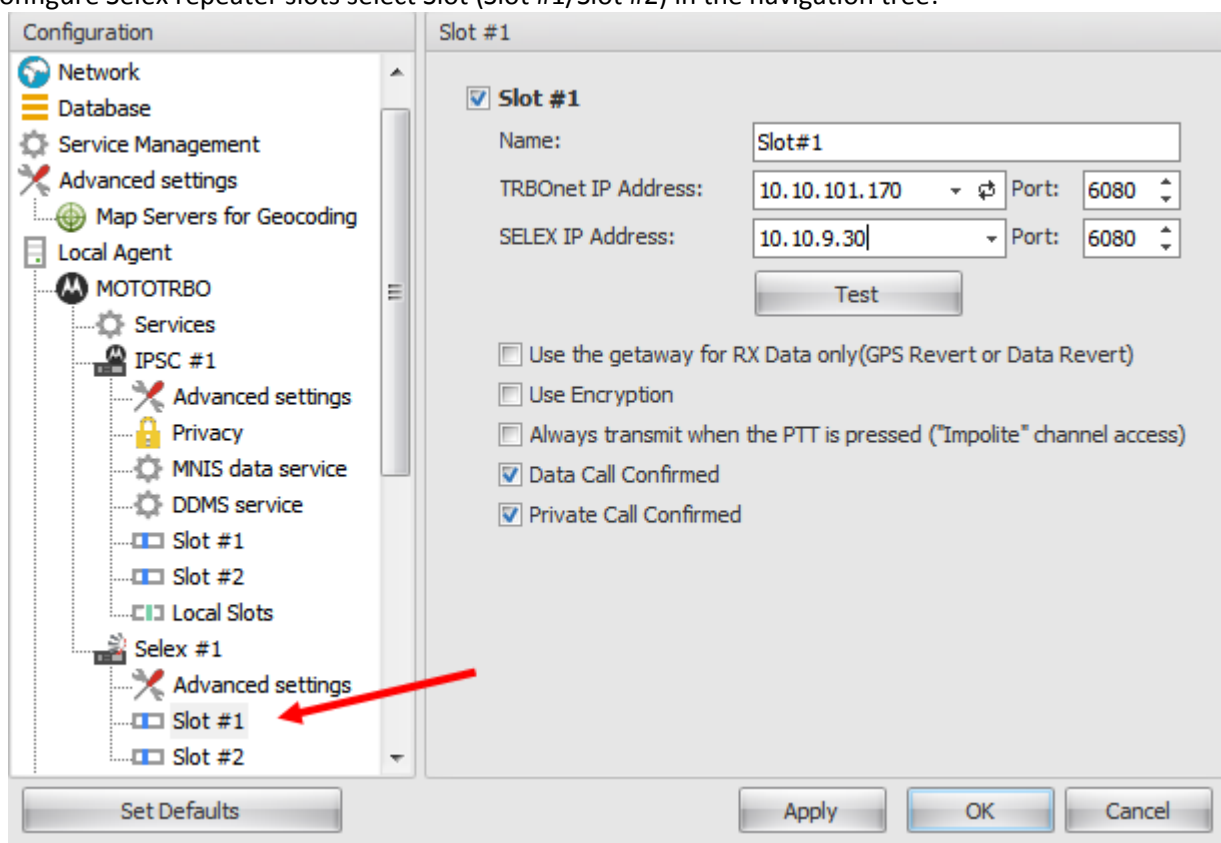 onfigure Selex repeater slots select Slot (Slot #1/Slot #2) in the navigation tree:
Configuration
Network
Database
Service Management
Advanced settings
Map Servers for Geocoding
Local Agent
MOTOTRBO
Services
IPSC #1
Advanced settings
Privacy
MNIS data service
DDMS service
Slot #1
Slot #2
Local Slots
Selex #1
Advanced settings
Slot #1
Slot #2
Set Defaults
Slot #1
Slot #1
Name: Slot#1
TRBOnet IP Address: 10.10.101.170 Port: 6080
SELEX IP Address: 10.10.9.30 Port: 6080
Test
Use the getaway for RX Data only(GPS Revert or Data Revert)
Use Encryption
Always transmit when the PTT is pressed ("Impolite" channel access)
Data Call Confirmed
Private Call Confirmed
Apply OK Cancel